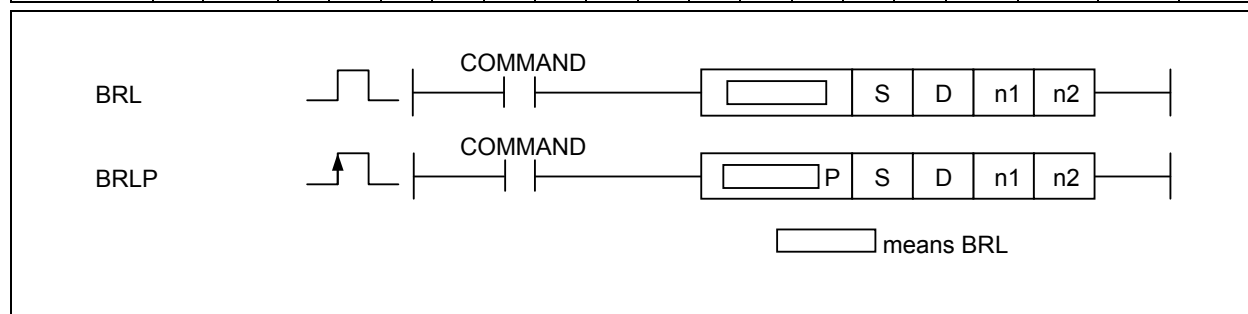 COMMAND
BRL S D n1 n2
COMMAND
BRLP P S D n1 n2
means BRL